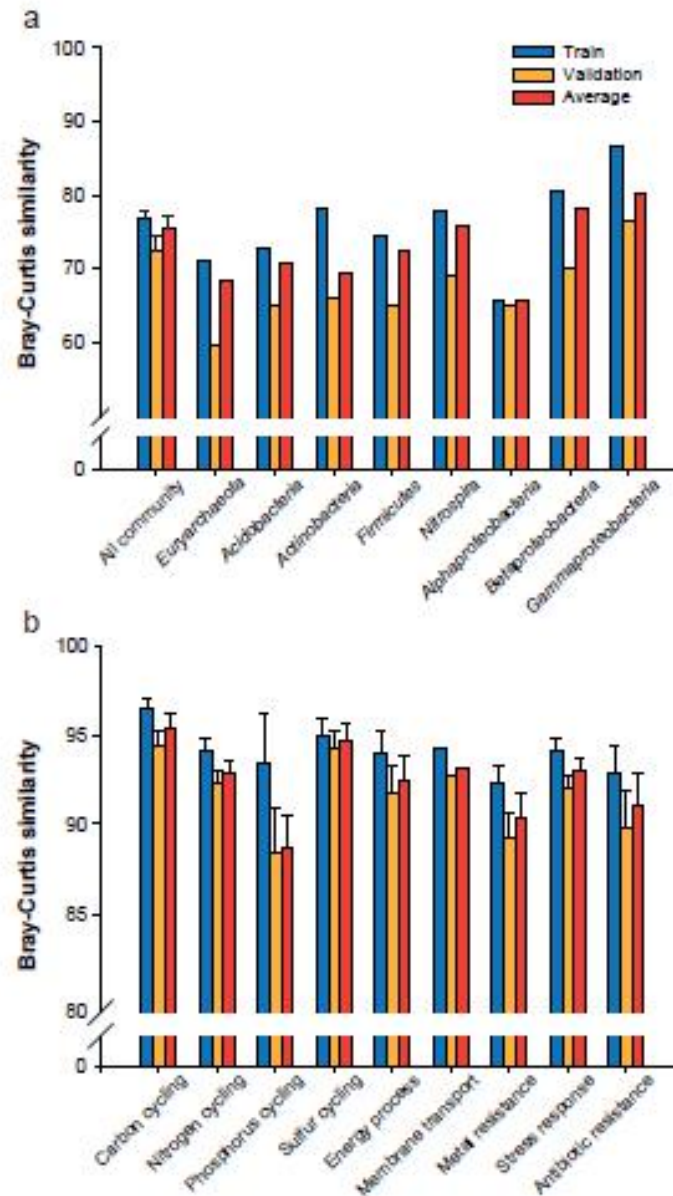 a
100
90
80
70
60
0
Bray-Curtis similarity
Train
Validation
Average
All community
Euryarchaeota
Acidobacteria
Actinobacteria
Firmicutes
Nitrospira
Alphaproteobacteria
Betaproteobacteria
Gammaproteobacteria
b
100
95
90
85
80
0
Bray-Curtis similarity
Carbon cycling
Nitrogen cycling
Phosphorus cycling
Sulfur cycling
Energy process
Membrane transport
Metal resistance
Stress response
Antibiotic resistance